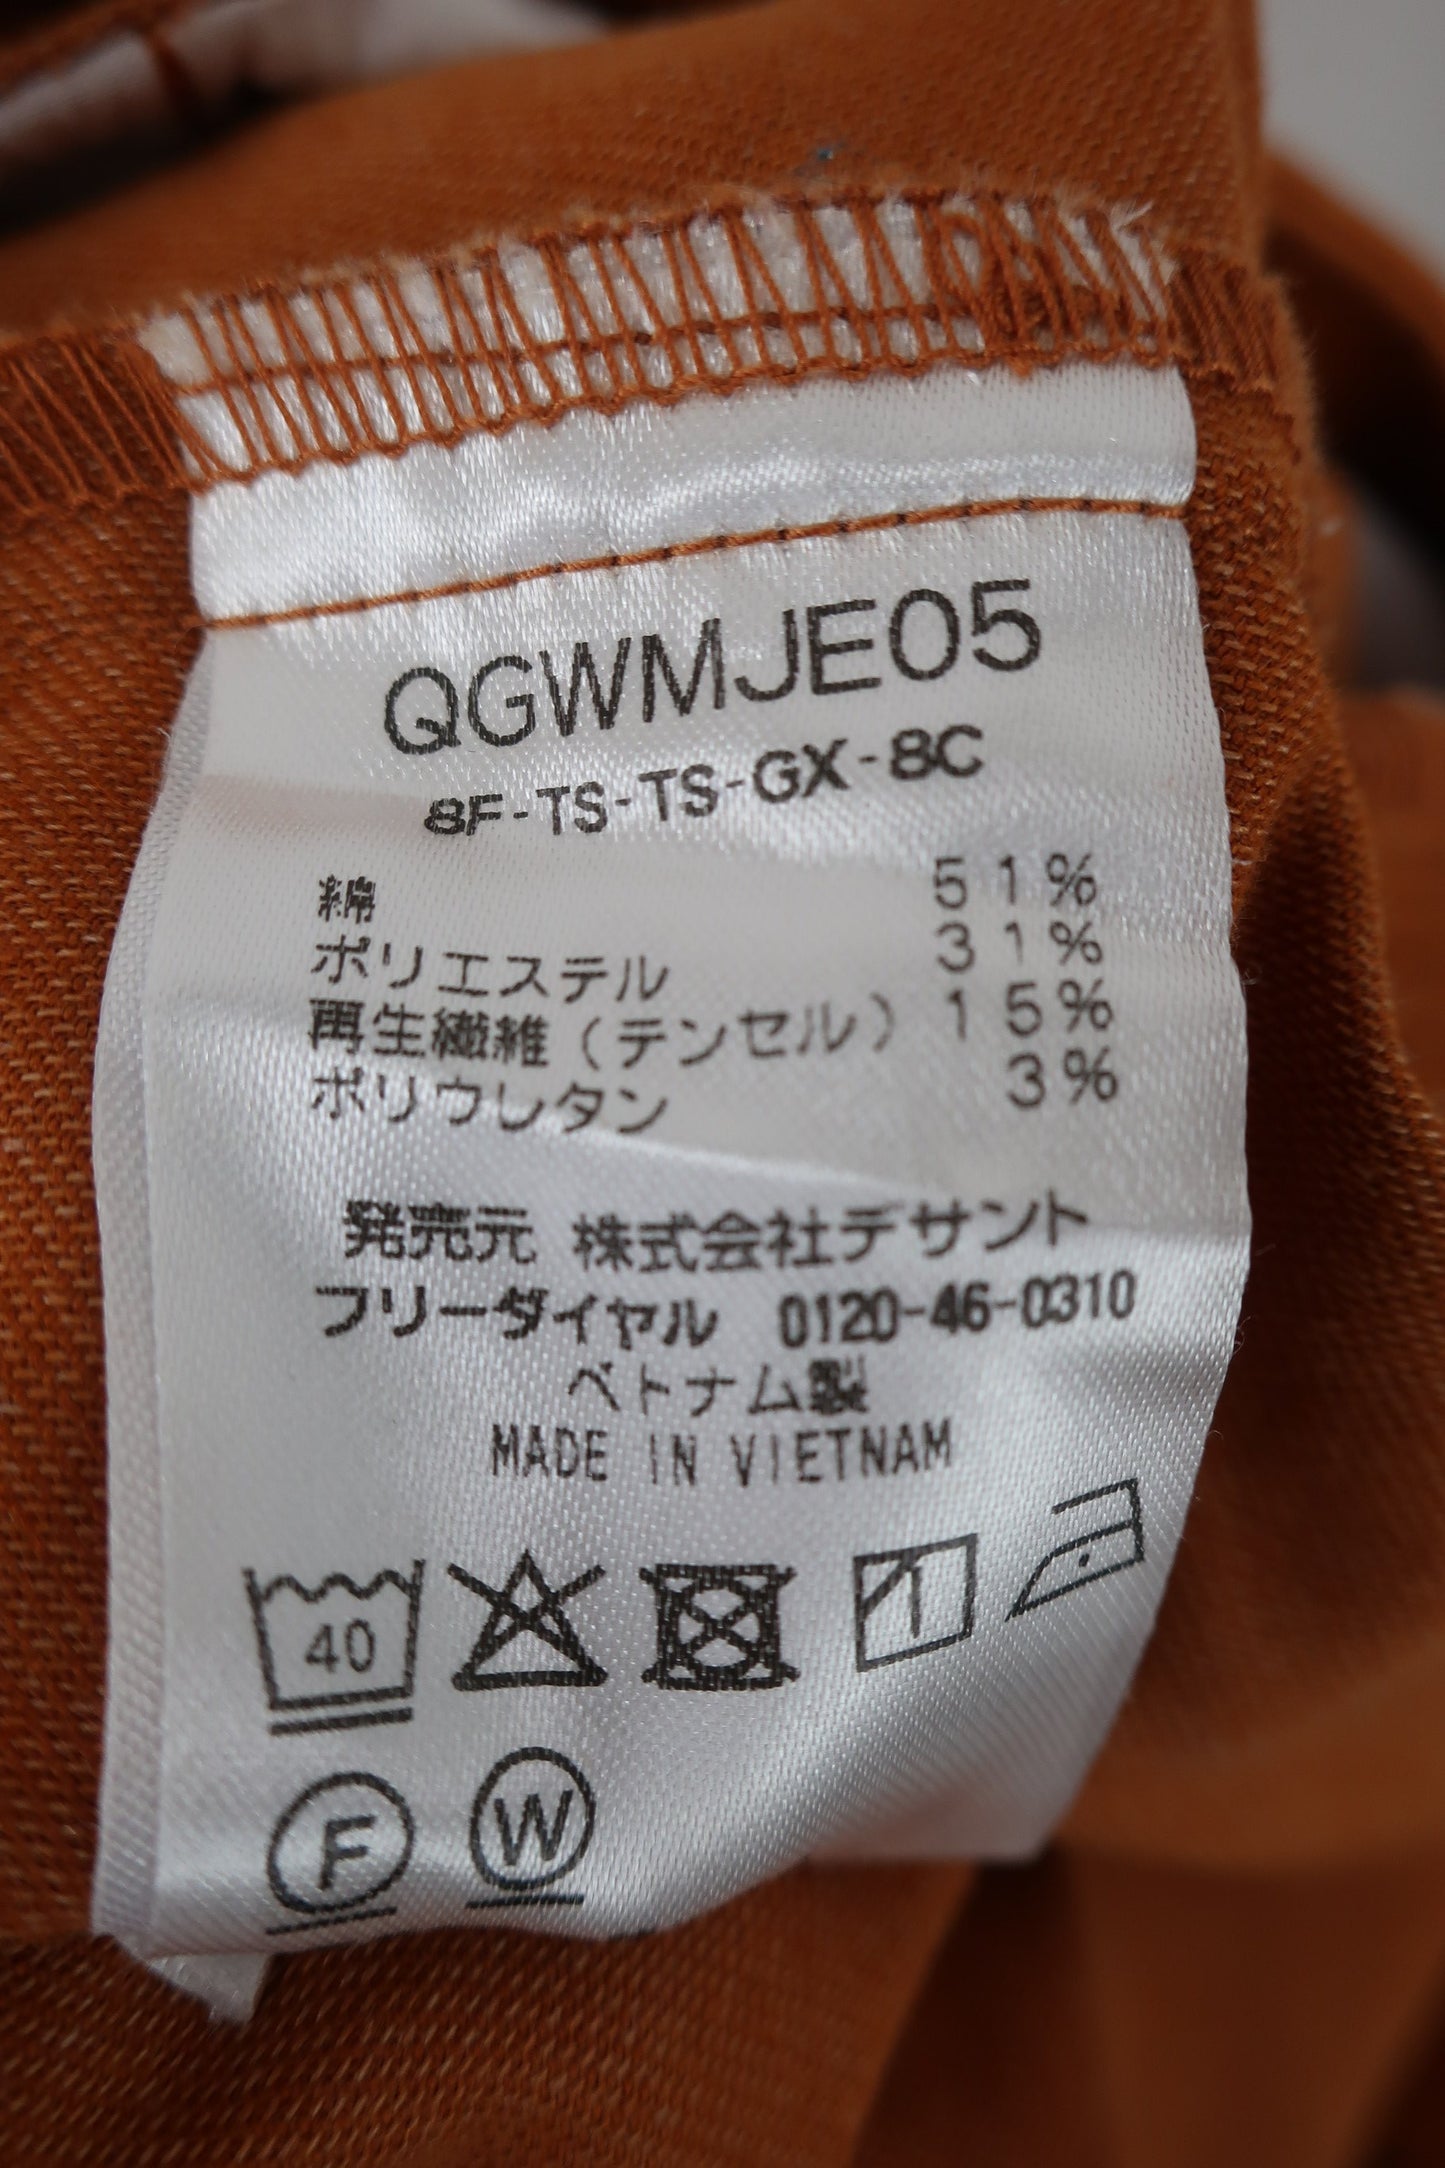 QGWMJE05
8F-TS-TS-GX-8C
綿 51%
ポリエステル 31%
再生繊維（テンセル） 15%
ポリウレタン 3%
発売元 株式会社デサント
フリーダイヤル 0120-46-0310
ベトナム製
MADE IN VIETNAM
40
F W